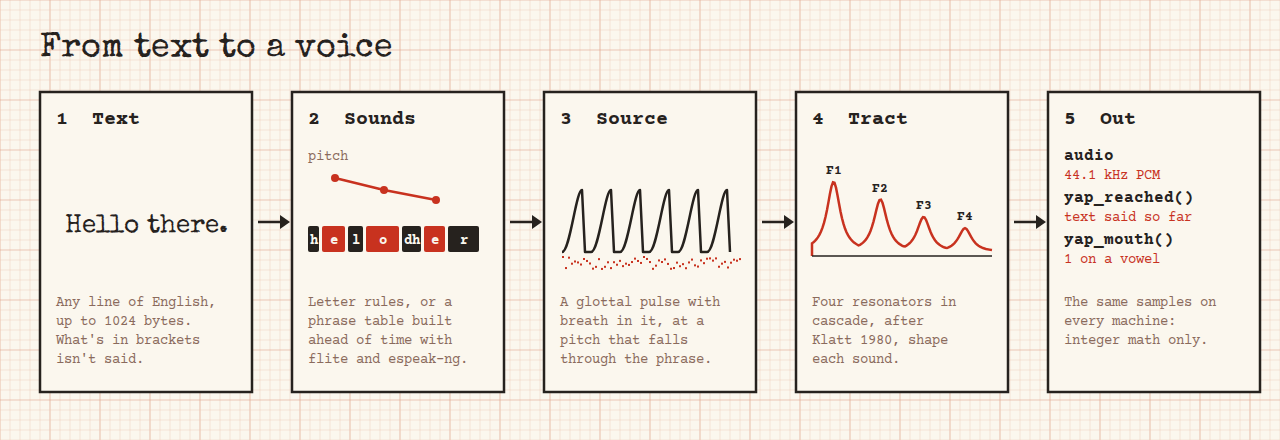 From text to a voice
1 Text
Hello there.
Any line of English,
up to 1024 bytes.
What's in brackets
isn't said.
2 Sounds
pitch
h e l o dh e r
Letter rules, or a
phrase table built
ahead of time with
flite and espeak-ng.
3 Source
A glottal pulse with
breath in it, at a
pitch that falls
through the phrase.
4 Tract
F1
F2
F3
F4
Four resonators in
cascade, after
Klatt 1980, shape
each sound.
5 Out
audio
44.1 kHz PCM
yap_reached()
text said so far
yap_mouth()
1 on a vowel
The same samples on
every machine:
integer math only.